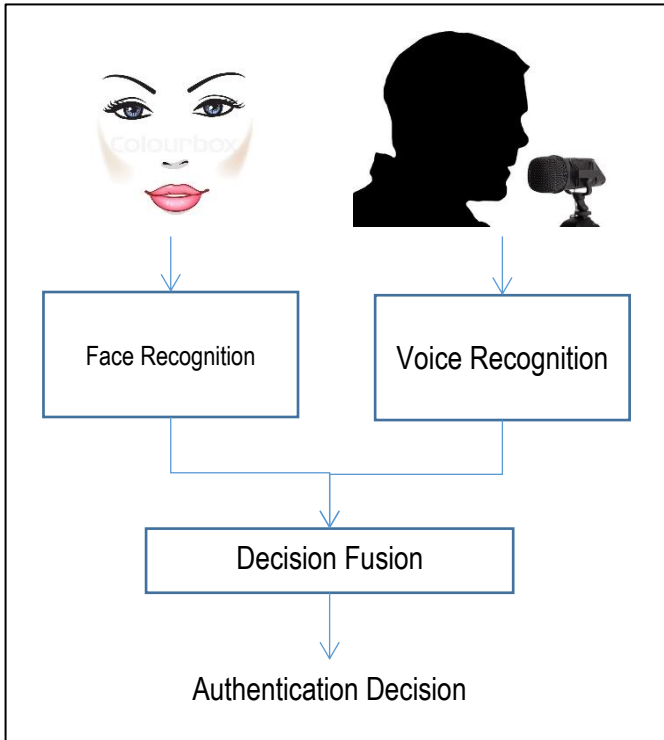 Colourbox
Face Recognition
Voice Recognition
Decision Fusion
Authentication Decision